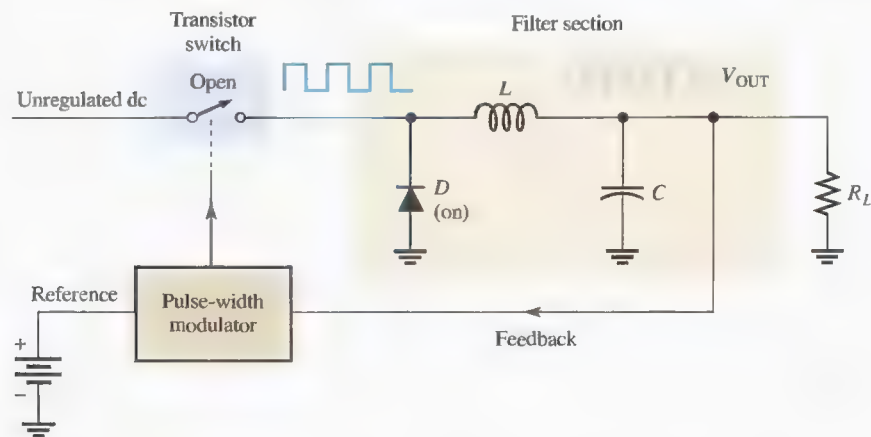 Transistor
switch
Filter section
Open
Unregulated dc
L
V_OUT
D
(on)
C
R_L
Reference
Pulse-width
modulator
Feedback
+
−